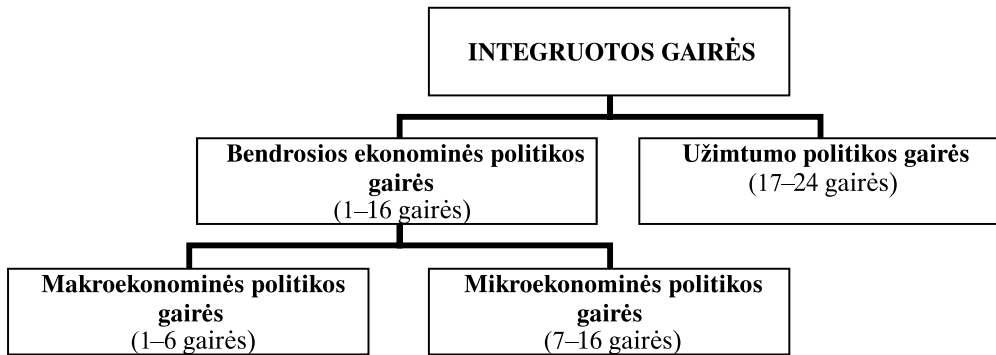 INTEGRUOTOS GAIRĖS
Bendrosios ekonominės politikos
gairės
(1–16 gairės)
Užimtumo politikos gairės
(17–24 gairės)
Makroekonominės politikos
gairės
(1–6 gairės)
Mikroekonominės politikos
gairės
(7–16 gairės)